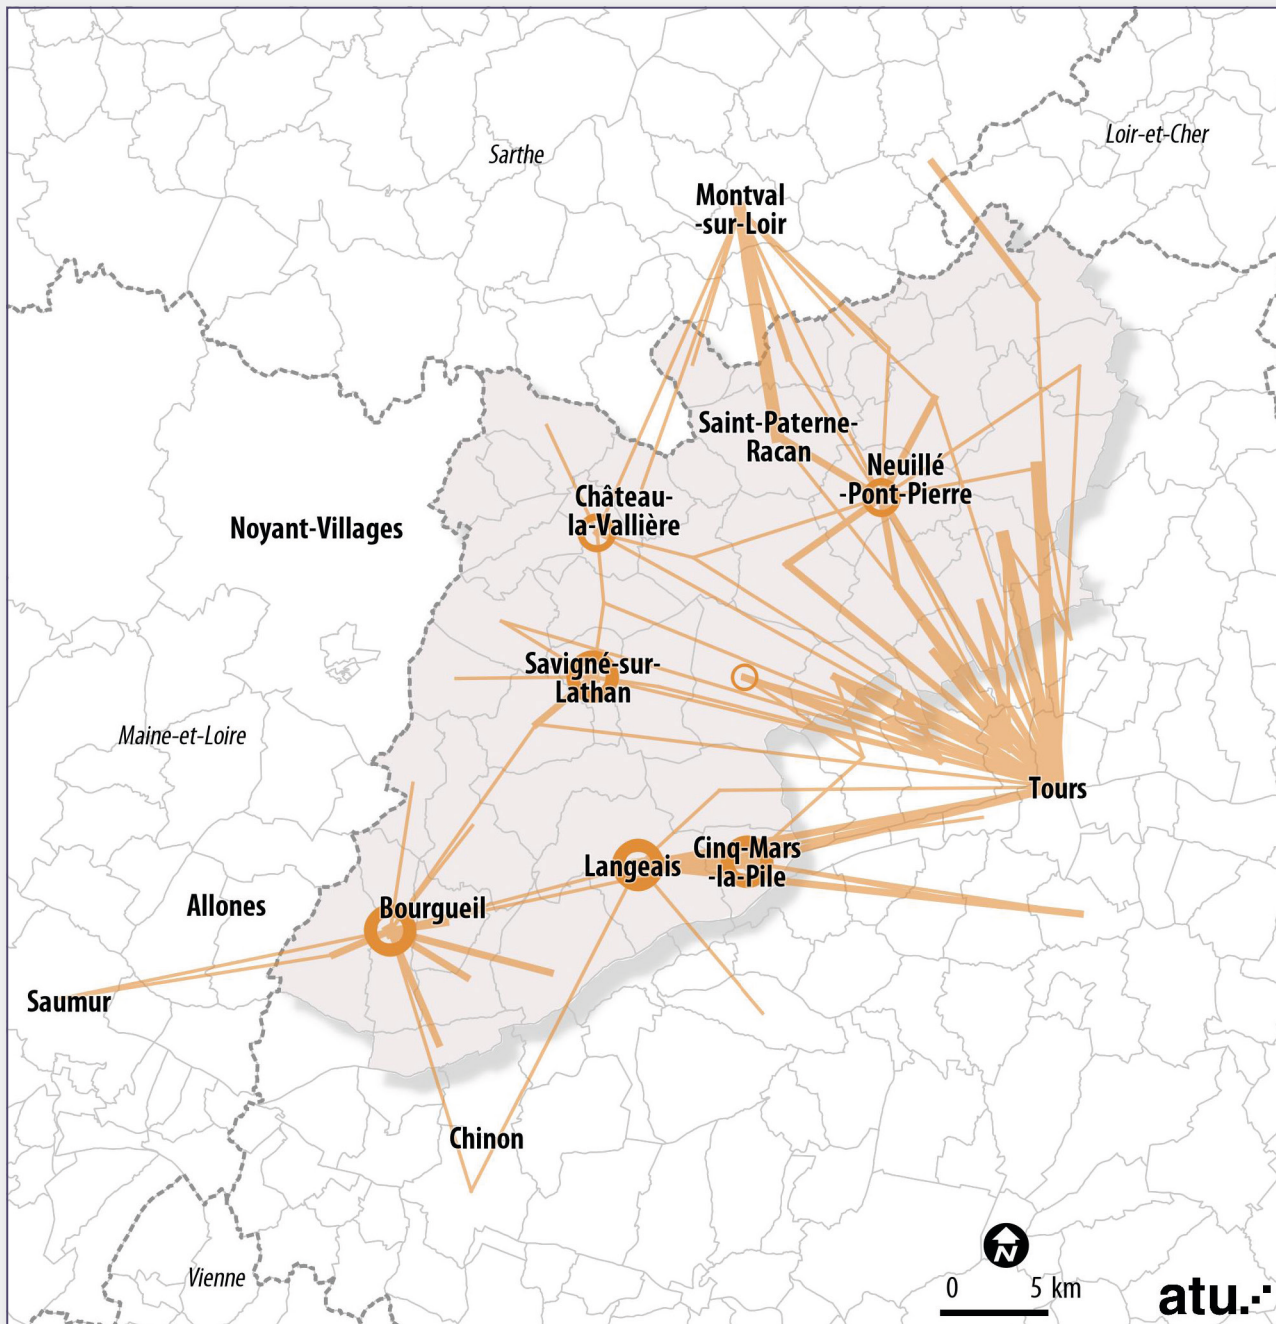 Loir-et-Cher
Sarthe
Montval
-sur-Loir
Saint-Paterne-
Racan
Neuillé
-Pont-Pierre
Château-
la-Vallière
Noyant-Villages
Savigné-sur-
Lathan
Maine-et-Loire
Tours
Cinq-Mars
-la-Pile
Langeais
Allones
Bourgueil
Saumur
Chinon
N
Vienne
0 5 km
atu.